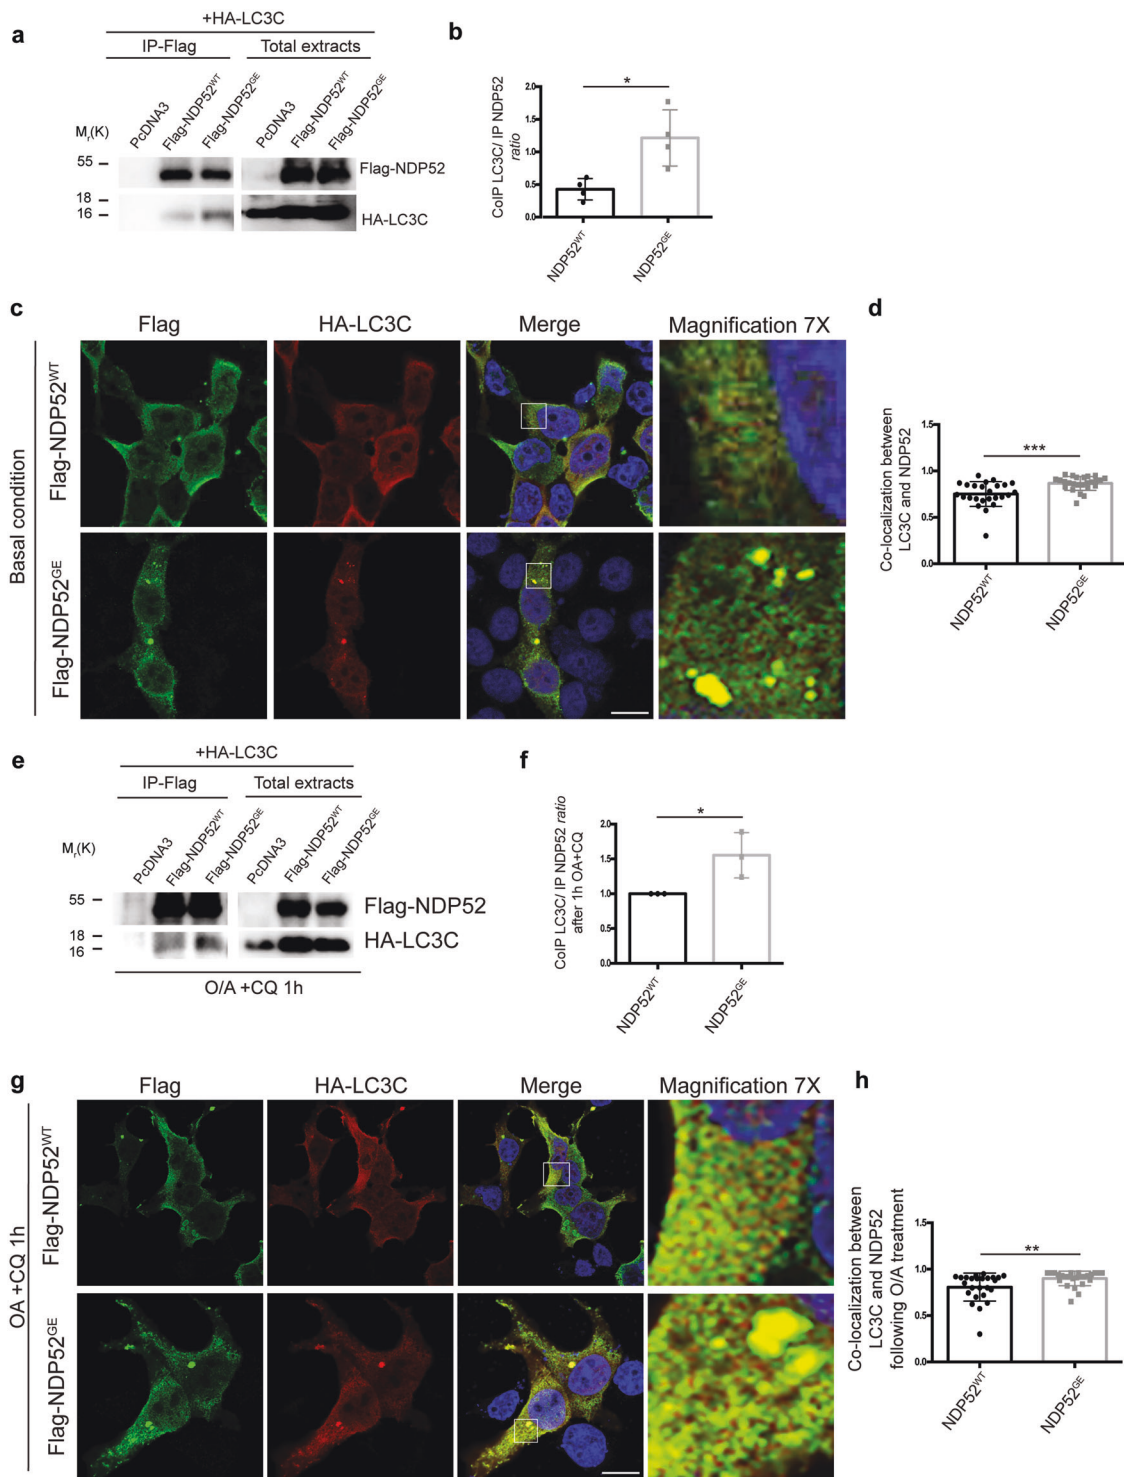 a
+HA-LC3C
IP-Flag Total extracts
PcDNA3 Flag-NDP52WT Flag-NDP52GE PcDNA3 Flag-NDP52WT Flag-NDP52GE
Mr(K)
55
Flag-NDP52
18
16
HA-LC3C
b
CoIP LC3C/ IP NDP52
ratio
2.0
1.5
1.0
0.5
0.0
*
NDP52WT NDP52GE
c
Flag HA-LC3C Merge Magnification 7X
Basal condition
Flag-NDP52WT
Flag-NDP52GE
d
Co-localization between
LC3C and NDP52
1.5
1.0
0.5
0.0
***
NDP52WT NDP52GE
e
+HA-LC3C
IP-Flag Total extracts
PcDNA3 Flag-NDP52WT Flag-NDP52GE PcDNA3 Flag-NDP52WT Flag-NDP52GE
Mr(K)
55
Flag-NDP52
18
16
HA-LC3C
O/A +CQ 1h
f
CoIP LC3C/ IP NDP52 ratio
after 1h OA+CQ
2.0
1.5
1.0
0.5
0.0
*
NDP52WT NDP52GE
g
Flag HA-LC3C Merge Magnification 7X
OA +CQ 1h
Flag-NDP52WT
Flag-NDP52GE
h
Co-localization between
LC3C and NDP52
following O/A treatment
1.5
1.0
0.5
0.0
**
NDP52WT NDP52GE